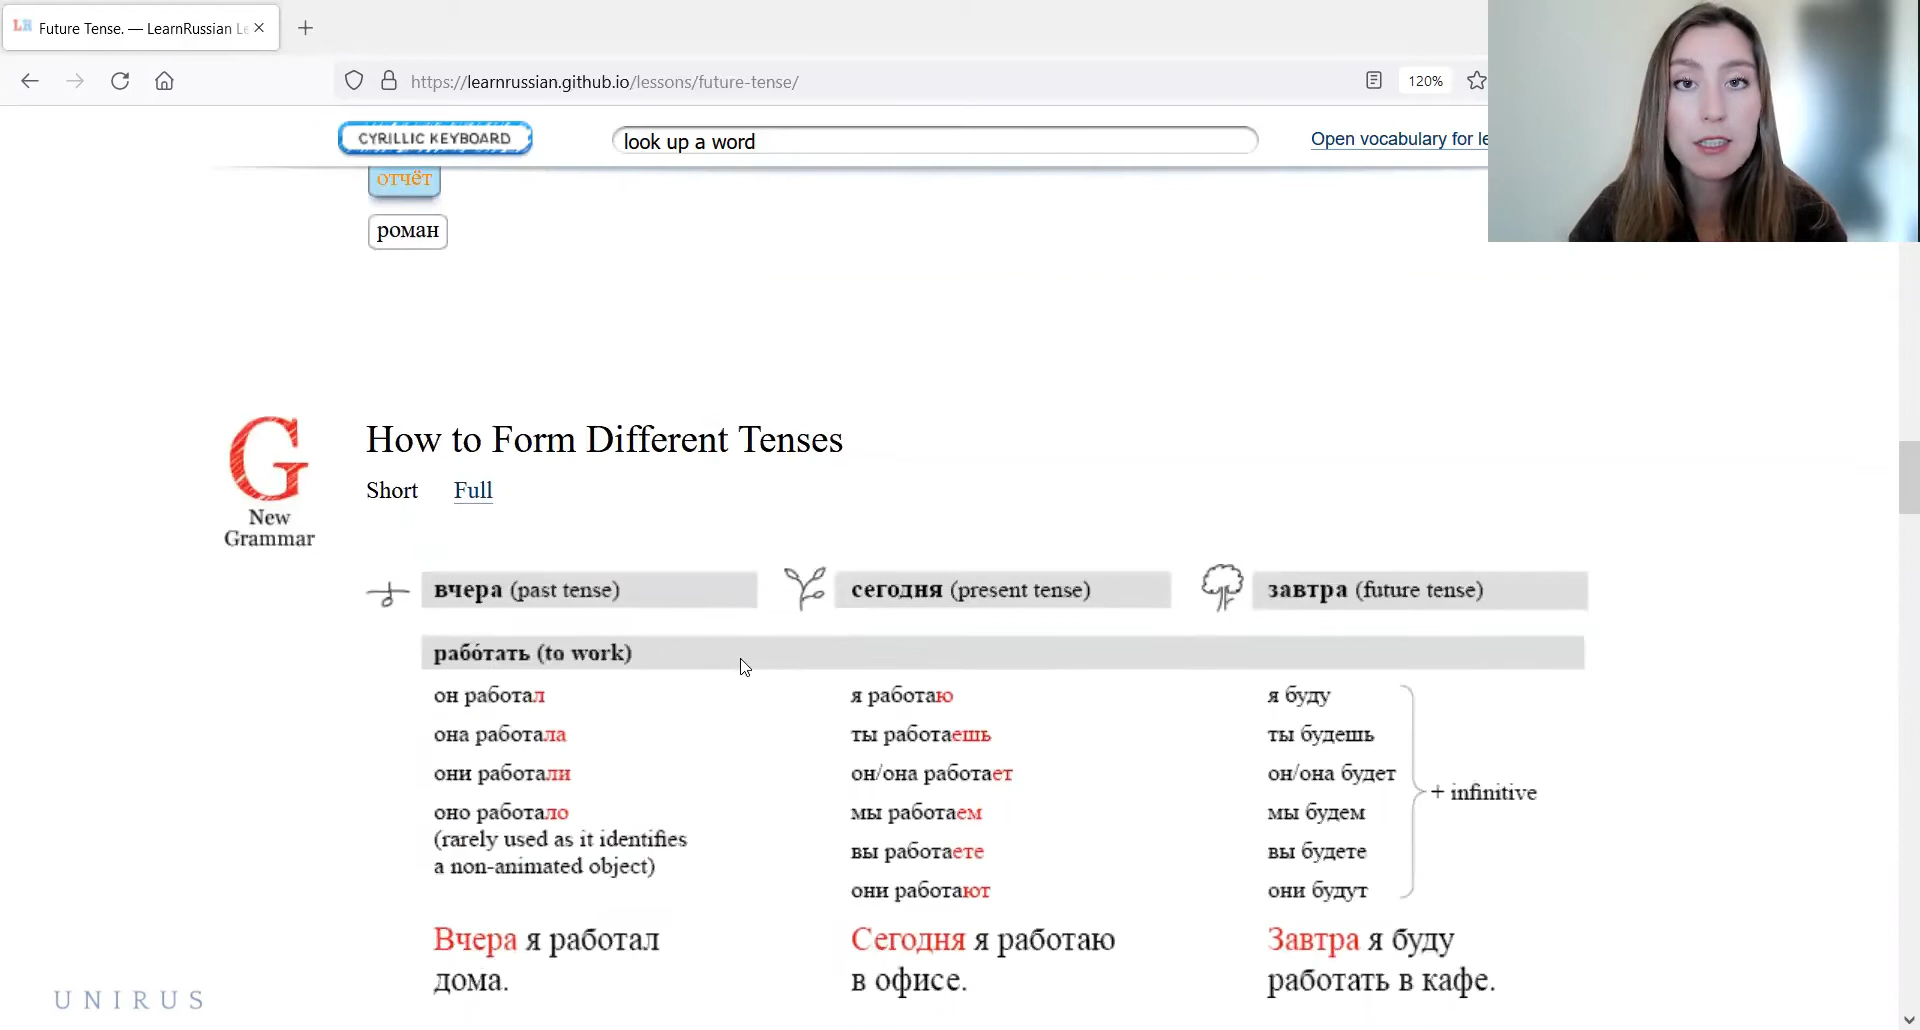 Future Tense. — LearnRussian Le
https://learnrussian.github.io/lessons/future-tense/
120%
CYRILLIC KEYBOARD
look up a word
Open vocabulary for le
отчёт
роман
G
How to Form Different Tenses
Short Full
New
Grammar
вчера (past tense) сегодня (present tense) завтра (future tense)
рабо́тать (to work)
он работал я работаю я буду
она работала ты работаешь ты будешь
они работали он/она работает он/она будет
+ infinitive
оно работало мы работаем мы будем
(rarely used as it identifies
a non-animated object)
вы работаете вы будете
они работают они будут
Вчера я работал Сегодня я работаю Завтра я буду
дома. в офисе. работать в кафе.
UNIRUS